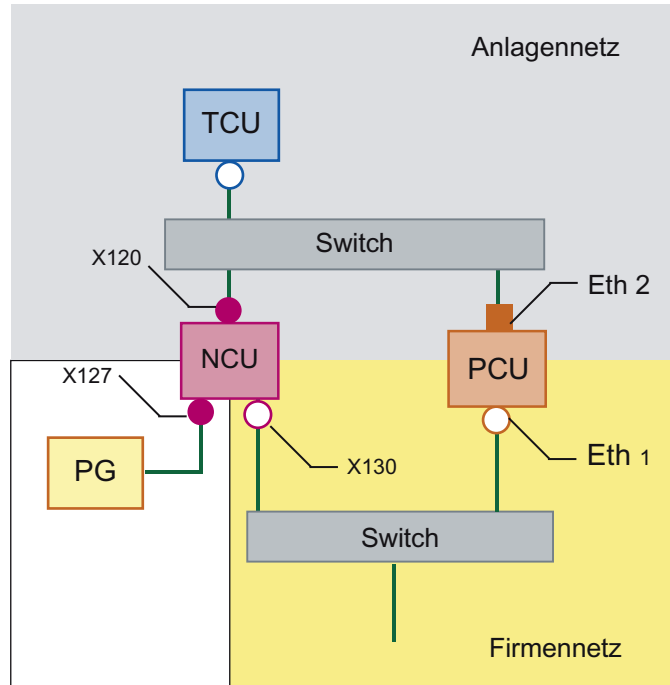 Anlagennetz
TCU
Switch
X120
Eth 2
NCU
PCU
X127
PG
X130
Eth 1
Switch
Firmennetz